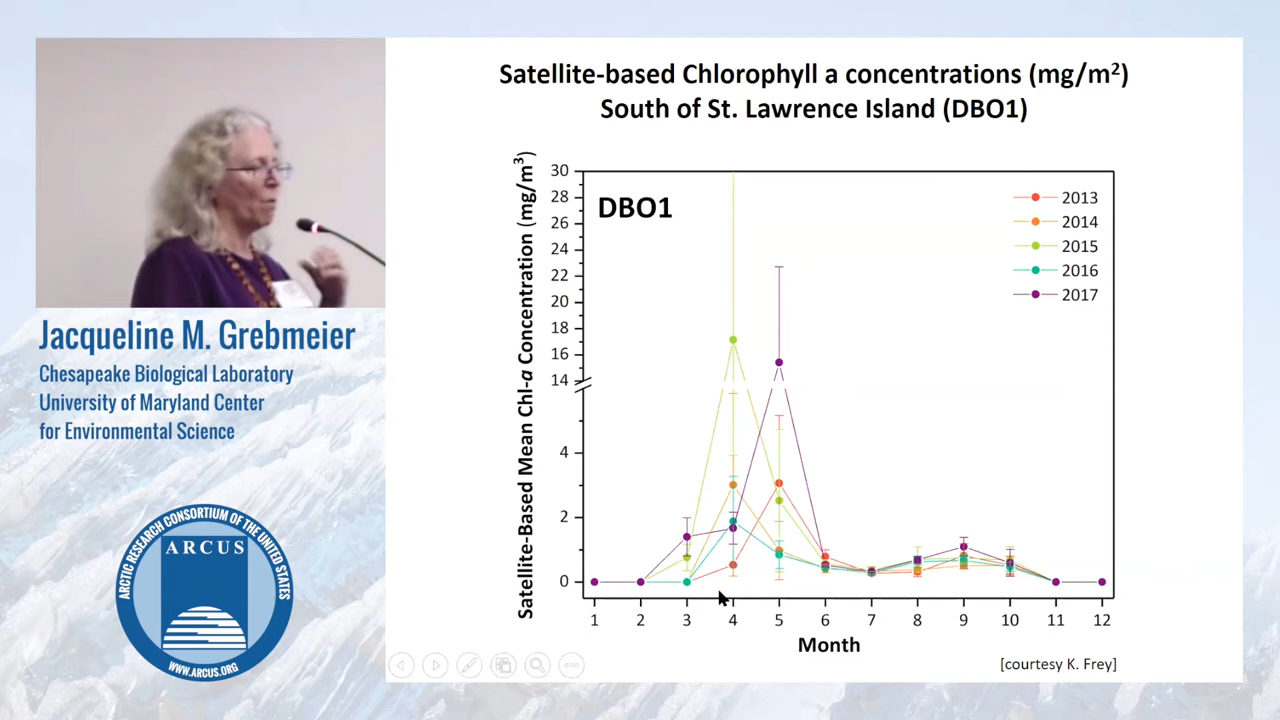 Satellite-based Chlorophyll a concentrations (mg/m²)
South of St. Lawrence Island (DBO1)
Satellite-Based Mean Chl-a Concentration (mg/m³)
30
28
26
24
22
20
18
16
14
4
2
0
DBO1
2013
2014
2015
2016
2017
1 2 3 4 5 6 7 8 9 10 11 12
Month
[courtesy K. Frey]
Jacqueline M. Grebmeier
Chesapeake Biological Laboratory
University of Maryland Center
for Environmental Science
ARCTIC RESEARCH CONSORTIUM OF THE UNITED STATES
ARCUS
WWW.ARCUS.ORG